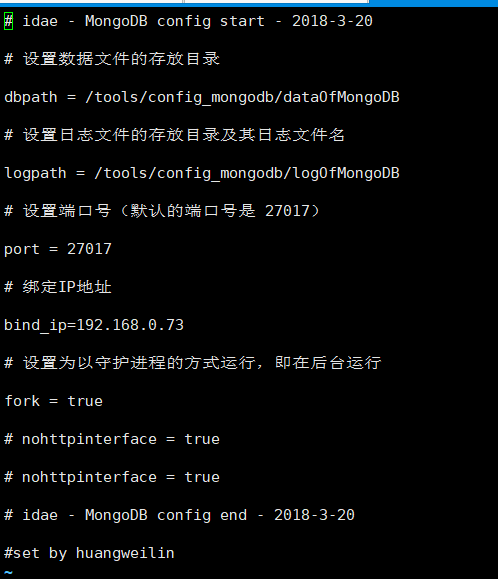 # idae - MongoDB config start - 2018-3-20
# 设置数据文件的存放目录
dbpath = /tools/config_mongodb/dataOfMongoDB
# 设置日志文件的存放目录及其日志文件名
logpath = /tools/config_mongodb/logOfMongoDB
# 设置端口号（默认的端口号是 27017）
port = 27017
# 绑定IP地址
bind_ip=192.168.0.73
# 设置为以守护进程的方式运行，即在后台运行
fork = true
# nohttpinterface = true
# nohttpinterface = true
# idae - MongoDB config end - 2018-3-20
#set by huangweilin
~